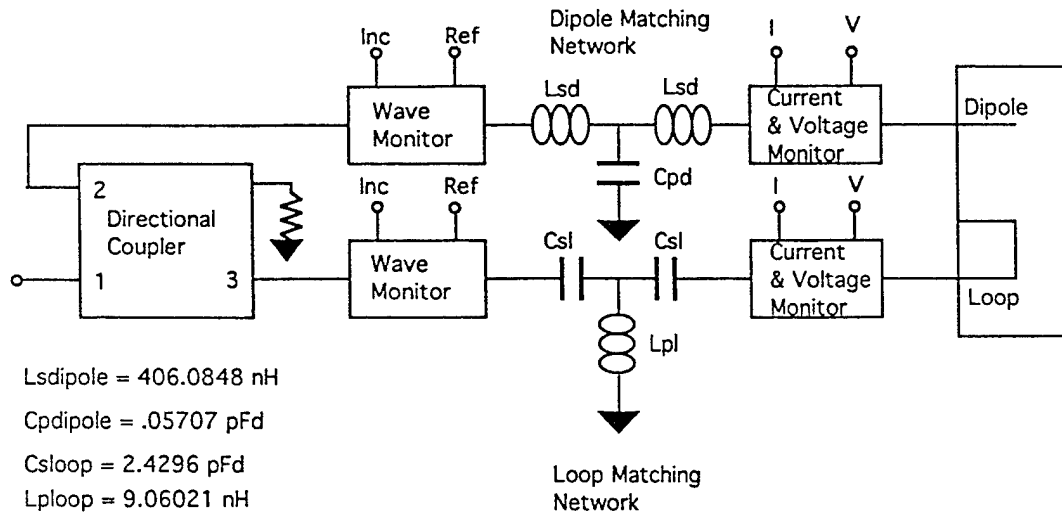 Dipole Matching
Network
Inc
Ref
I
V
Wave
Monitor
Lsd
Lsd
Current
& Voltage
Monitor
Dipole
Cpd
2
Directional
Coupler
1
3
Inc
Ref
I
V
Wave
Monitor
Csl
Csl
Current
& Voltage
Monitor
Loop
Lpl
Lsdipole = 406.0848 nH
Cpdipole = .05707 pFd
Csloop = 2.4296 pFd
Lploop = 9.06021 nH
Loop Matching
Network